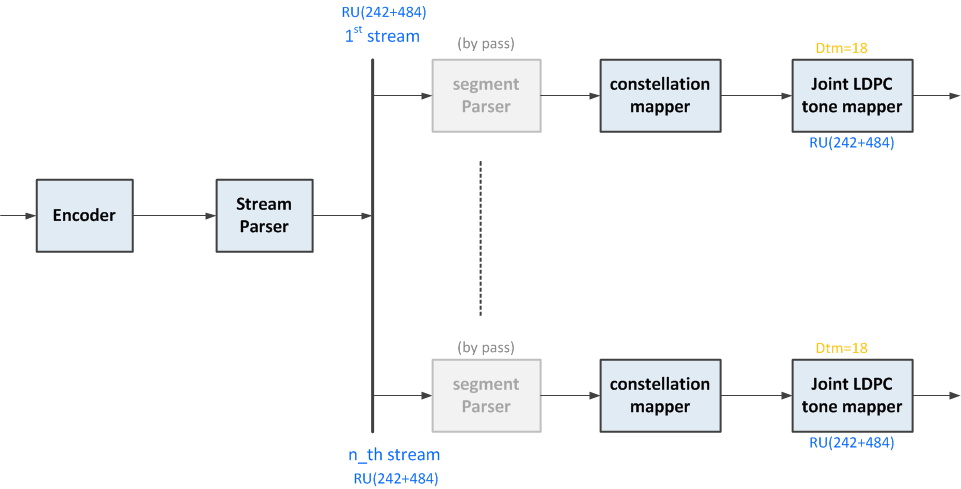 RU(242+484)
1st stream
(by pass)
segment
Parser
constellation
mapper
Dtm=18
Joint LDPC
tone mapper
RU(242+484)
Encoder
Stream
Parser
(by pass)
segment
Parser
constellation
mapper
Dtm=18
Joint LDPC
tone mapper
RU(242+484)
n_th stream
RU(242+484)